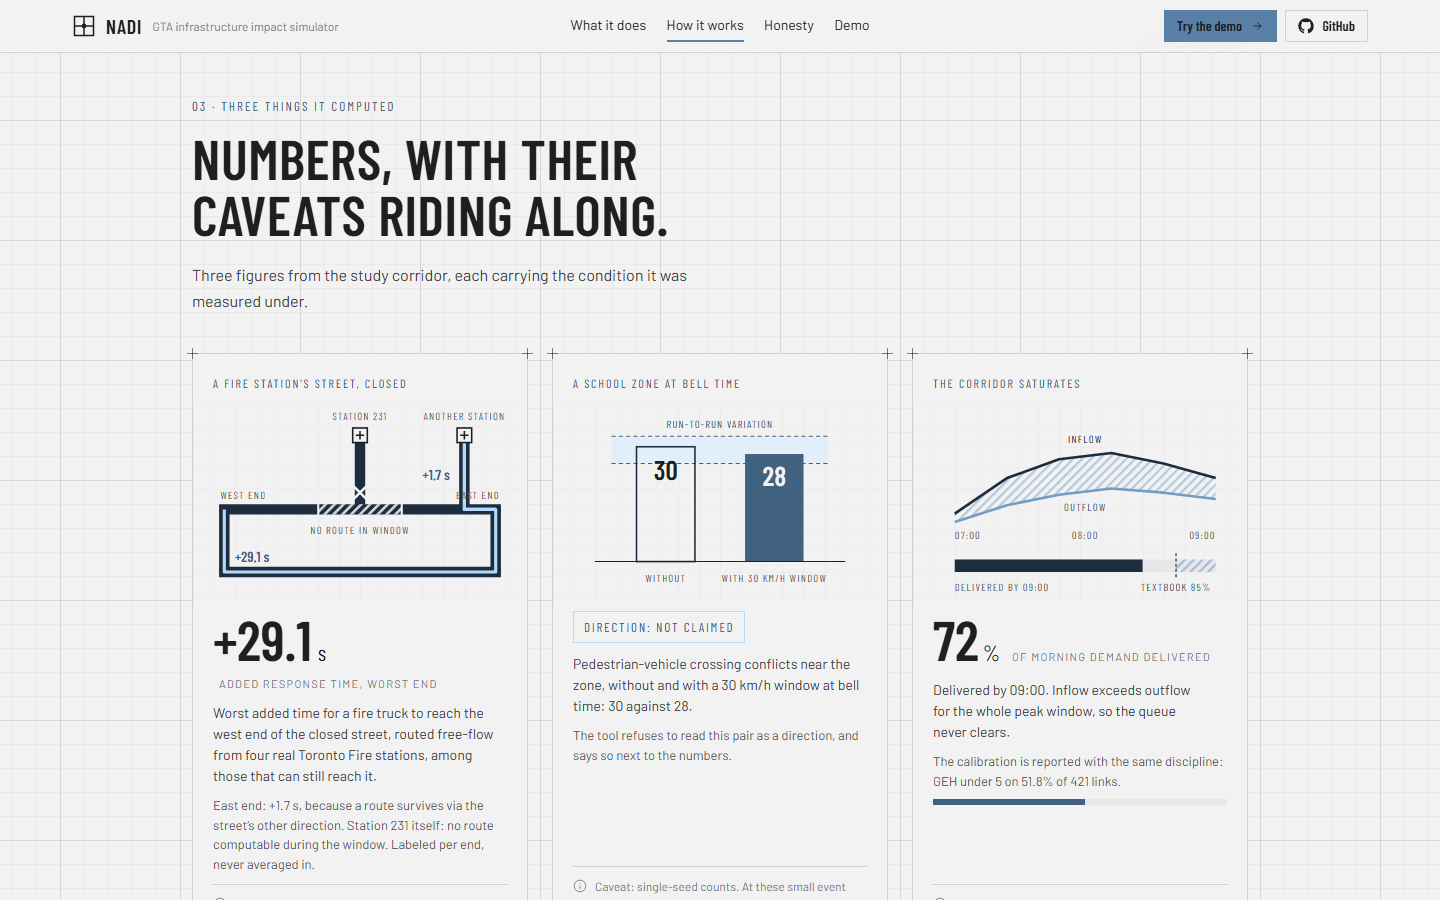 NADI GTA infrastructure impact simulator
What it does How it works Honesty Demo
Try the demo → GitHub
03 · THREE THINGS IT COMPUTED
NUMBERS, WITH THEIR
CAVEATS RIDING ALONG.
Three figures from the study corridor, each carrying the condition it was
measured under.
A FIRE STATION'S STREET, CLOSED
STATION 231 ANOTHER STATION
+1.7 s
WEST END EAST END
NO ROUTE IN WINDOW
+29.1 s
+29.1 s
ADDED RESPONSE TIME, WORST END
Worst added time for a fire truck to reach the
west end of the closed street, routed free-flow
from four real Toronto Fire stations, among
those that can still reach it.
East end: +1.7 s, because a route survives via the
street's other direction. Station 231 itself: no route
computable during the window. Labeled per end,
never averaged in.
A SCHOOL ZONE AT BELL TIME
RUN-TO-RUN VARIATION
30 28
WITHOUT WITH 30 KM/H WINDOW
DIRECTION: NOT CLAIMED
Pedestrian-vehicle crossing conflicts near the
zone, without and with a 30 km/h window at bell
time: 30 against 28.
The tool refuses to read this pair as a direction, and
says so next to the numbers.
Caveat: single-seed counts. At these small event
THE CORRIDOR SATURATES
INFLOW
OUTFLOW
07:00 08:00 09:00
DELIVERED BY 09:00 TEXTBOOK 85%
72 % OF MORNING DEMAND DELIVERED
Delivered by 09:00. Inflow exceeds outflow
for the whole peak window, so the queue
never clears.
The calibration is reported with the same discipline:
GEH under 5 on 51.8% of 421 links.